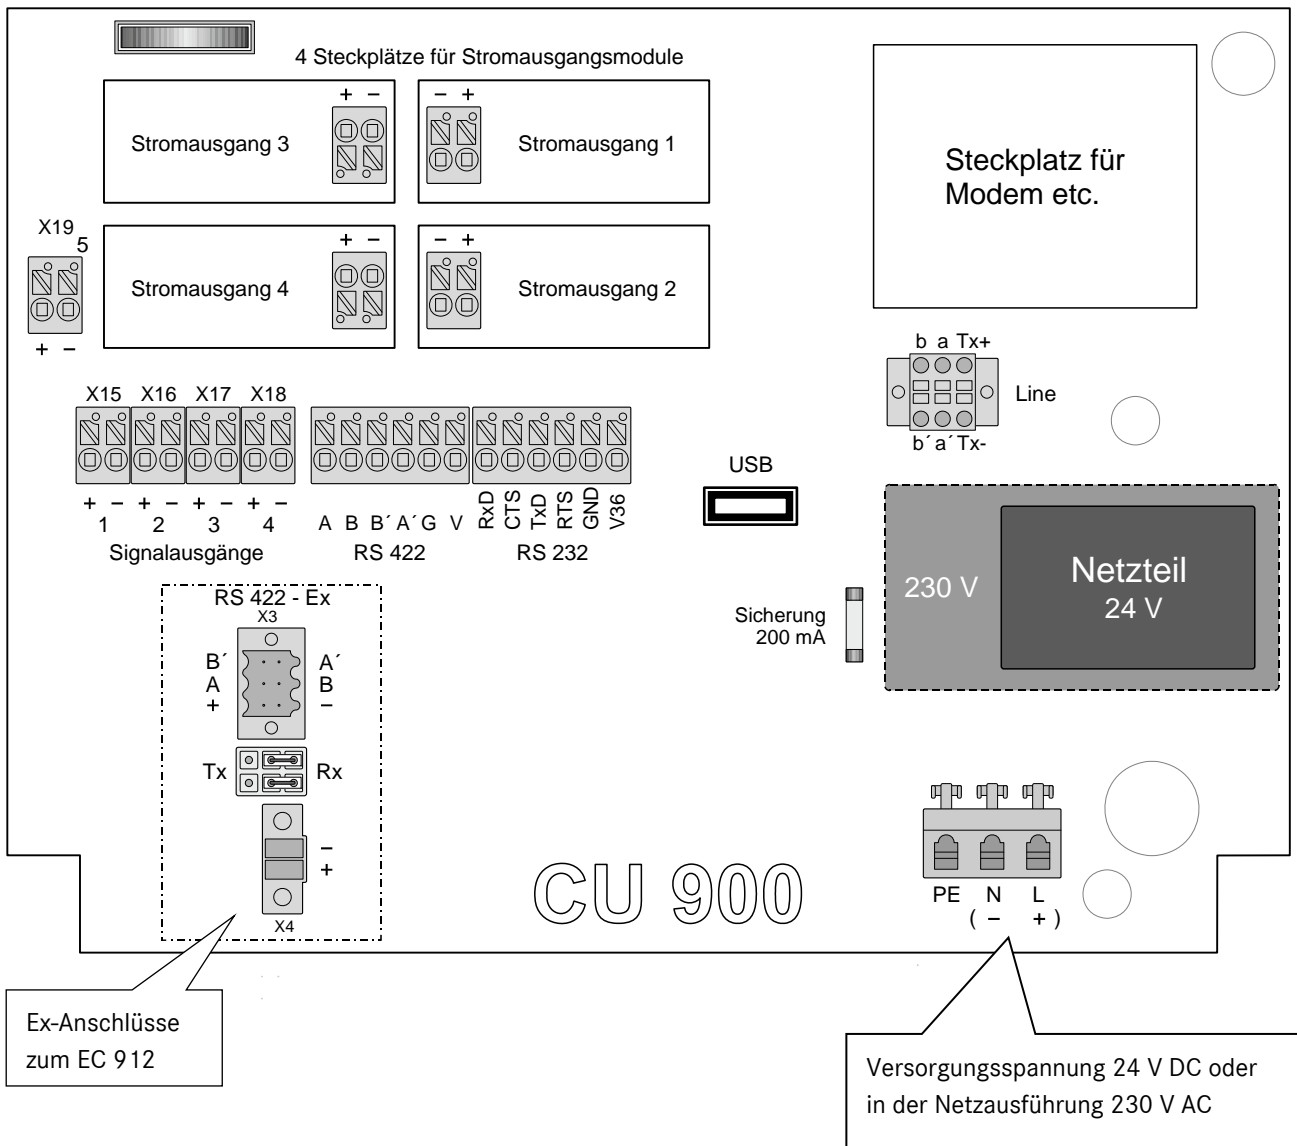 4 Steckplätze für Stromausgangsmodule
+ −
− +
Stromausgang 3
Stromausgang 1
Steckplatz für
Modem etc.
X19
5
+ −
− +
Stromausgang 4
Stromausgang 2
+ −
b a Tx+
Line
b´ a´ Tx-
X15 X16 X17 X18
+ − + − + − + −
1 2 3 4
Signalausgänge
A B B´ A´ G V
RS 422
RxD
CTS
TxD
RTS
GND
V36
RS 232
USB
230 V
Netzteil
24 V
Sicherung
200 mA
RS 422 - Ex
X3
B´ A´
A B
+ −
Tx Rx
−
+
X4
CU 900
PE N L
( − + )
Ex-Anschlüsse
zum EC 912
Versorgungsspannung 24 V DC oder
in der Netzausführung 230 V AC